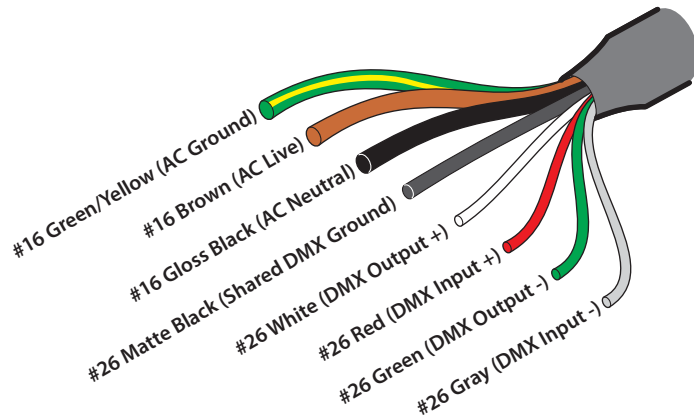 #16 Green/Yellow (AC Ground)
#16 Brown (AC Live)
#16 Gloss Black (AC Neutral)
#26 Matte Black (Shared DMX Ground)
#26 White (DMX Output +)
#26 Red (DMX Input +)
#26 Green (DMX Output -)
#26 Gray (DMX Input -)